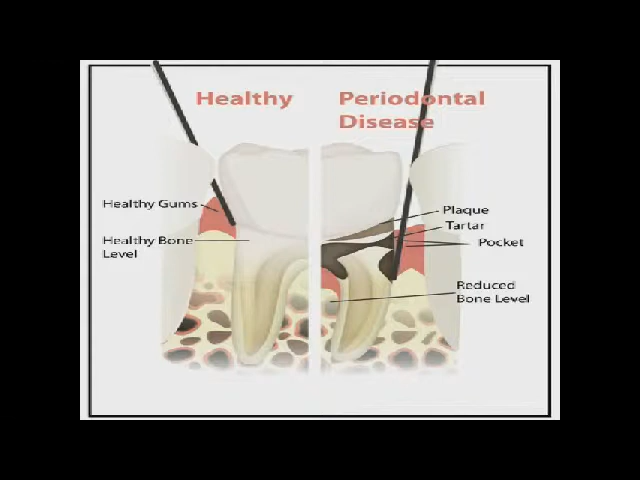 Healthy
Periodontal
Disease
Healthy Gums
Healthy Bone
Level
Plaque
Tartar
Pocket
Reduced
Bone Level